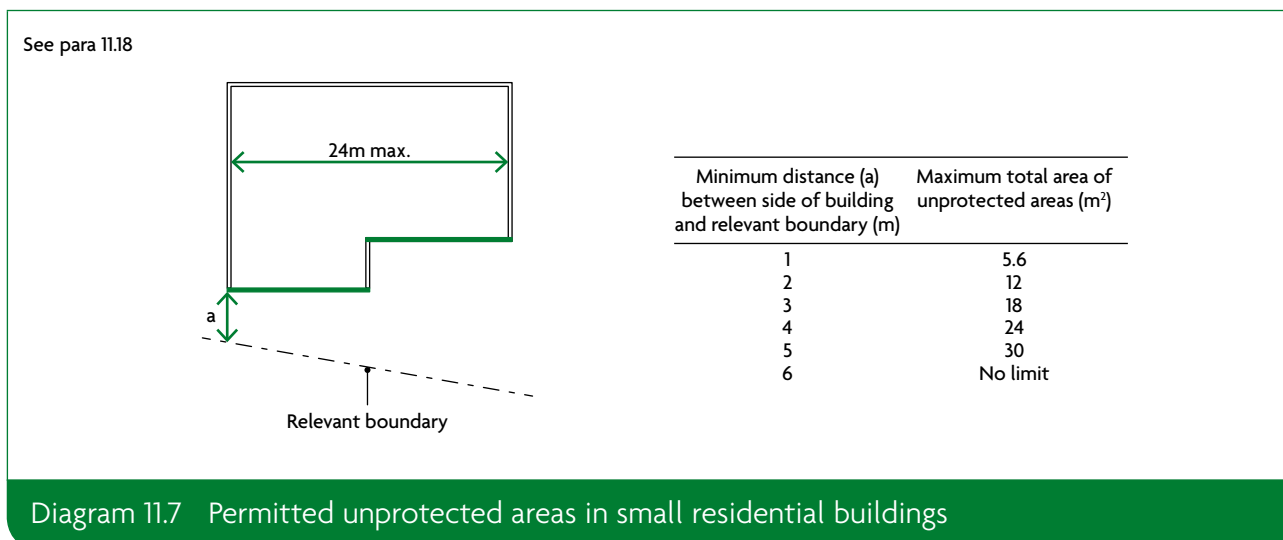 See para 11.18
24m max.
a
Relevant boundary
Minimum distance (a) between side of building and relevant boundary (m) Maximum total area of unprotected areas (m²)
1 5.6
2 12
3 18
4 24
5 30
6 No limit
Diagram 11.7 Permitted unprotected areas in small residential buildings